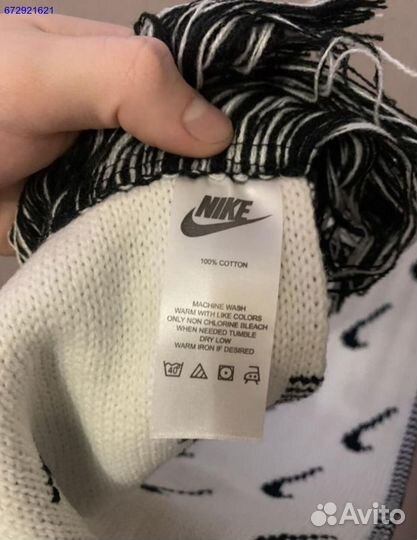 672921621
NIKE
100% COTTON
MACHINE WASH
WARM WITH LIKE COLORS
ONLY NON CHLORINE BLEACH
WHEN NEEDED TUMBLE
DRY LOW
WARM IRON IF DESIRED
40°
Avito